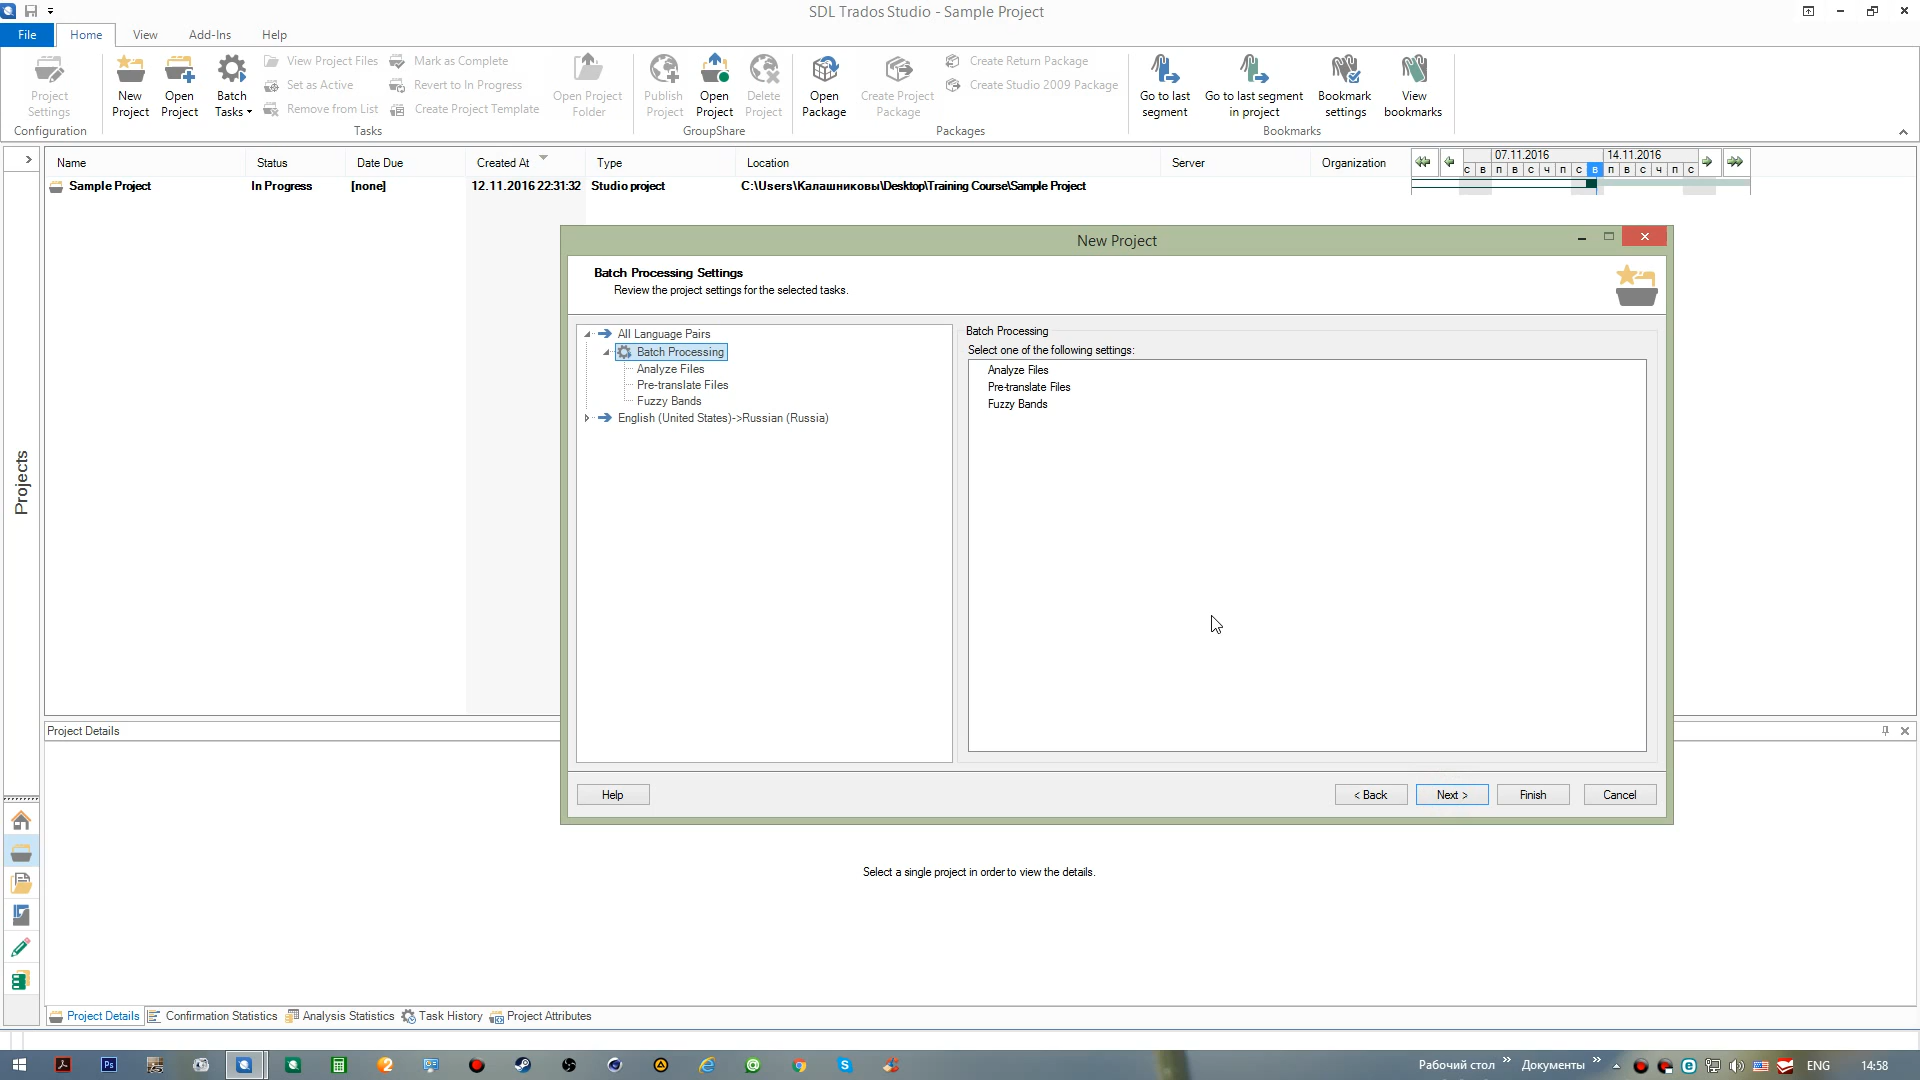 SDL Trados Studio - Sample Project
File Home View Add-Ins Help
Project Settings
Configuration
New Project
Open Project
Batch Tasks
View Project Files
Set as Active
Remove from List
Mark as Complete
Revert to In Progress
Create Project Template
Open Project Folder
Tasks
Publish Project
Open Project
Delete Project
GroupShare
Open Package
Create Project Package
Create Return Package
Create Studio 2009 Package
Packages
Go to last segment
Go to last segment in project
Bookmark settings
View bookmarks
Bookmarks
Name Status Date Due Created At Type Location Server Organization
07.11.2016 14.11.2016
С В П В С Ч П С В П В С Ч П С
Sample Project In Progress [none] 12.11.2016 22:31:32 Studio project C:\Users\Калашниковы\Desktop\Training Course\Sample Project
Projects
New Project
Batch Processing Settings
Review the project settings for the selected tasks.
All Language Pairs
Batch Processing
Analyze Files
Pre-translate Files
Fuzzy Bands
English (United States)->Russian (Russia)
Batch Processing
Select one of the following settings:
Analyze Files
Pre-translate Files
Fuzzy Bands
Help < Back Next > Finish Cancel
Project Details
Select a single project in order to view the details.
Project Details Confirmation Statistics Analysis Statistics Task History Project Attributes
Ps
Рабочий стол » Документы » ENG 14:58